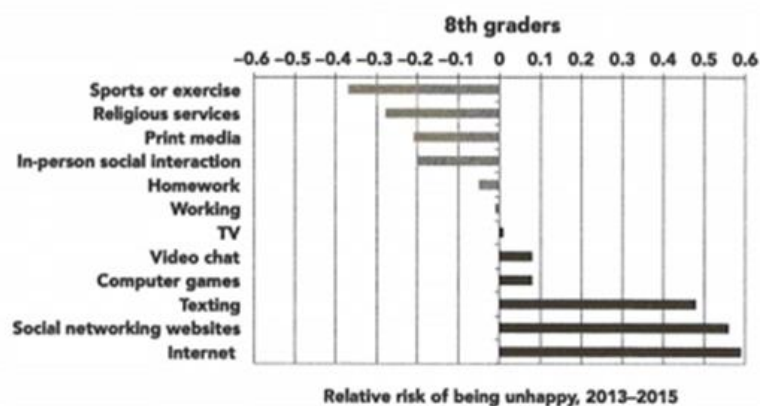 8th graders
−0.6 −0.5 −0.4 −0.3 −0.2 −0.1 0 0.1 0.2 0.3 0.4 0.5 0.6
Sports or exercise
Religious services
Print media
In-person social interaction
Homework
Working
TV
Video chat
Computer games
Texting
Social networking websites
Internet
Relative risk of being unhappy, 2013–2015